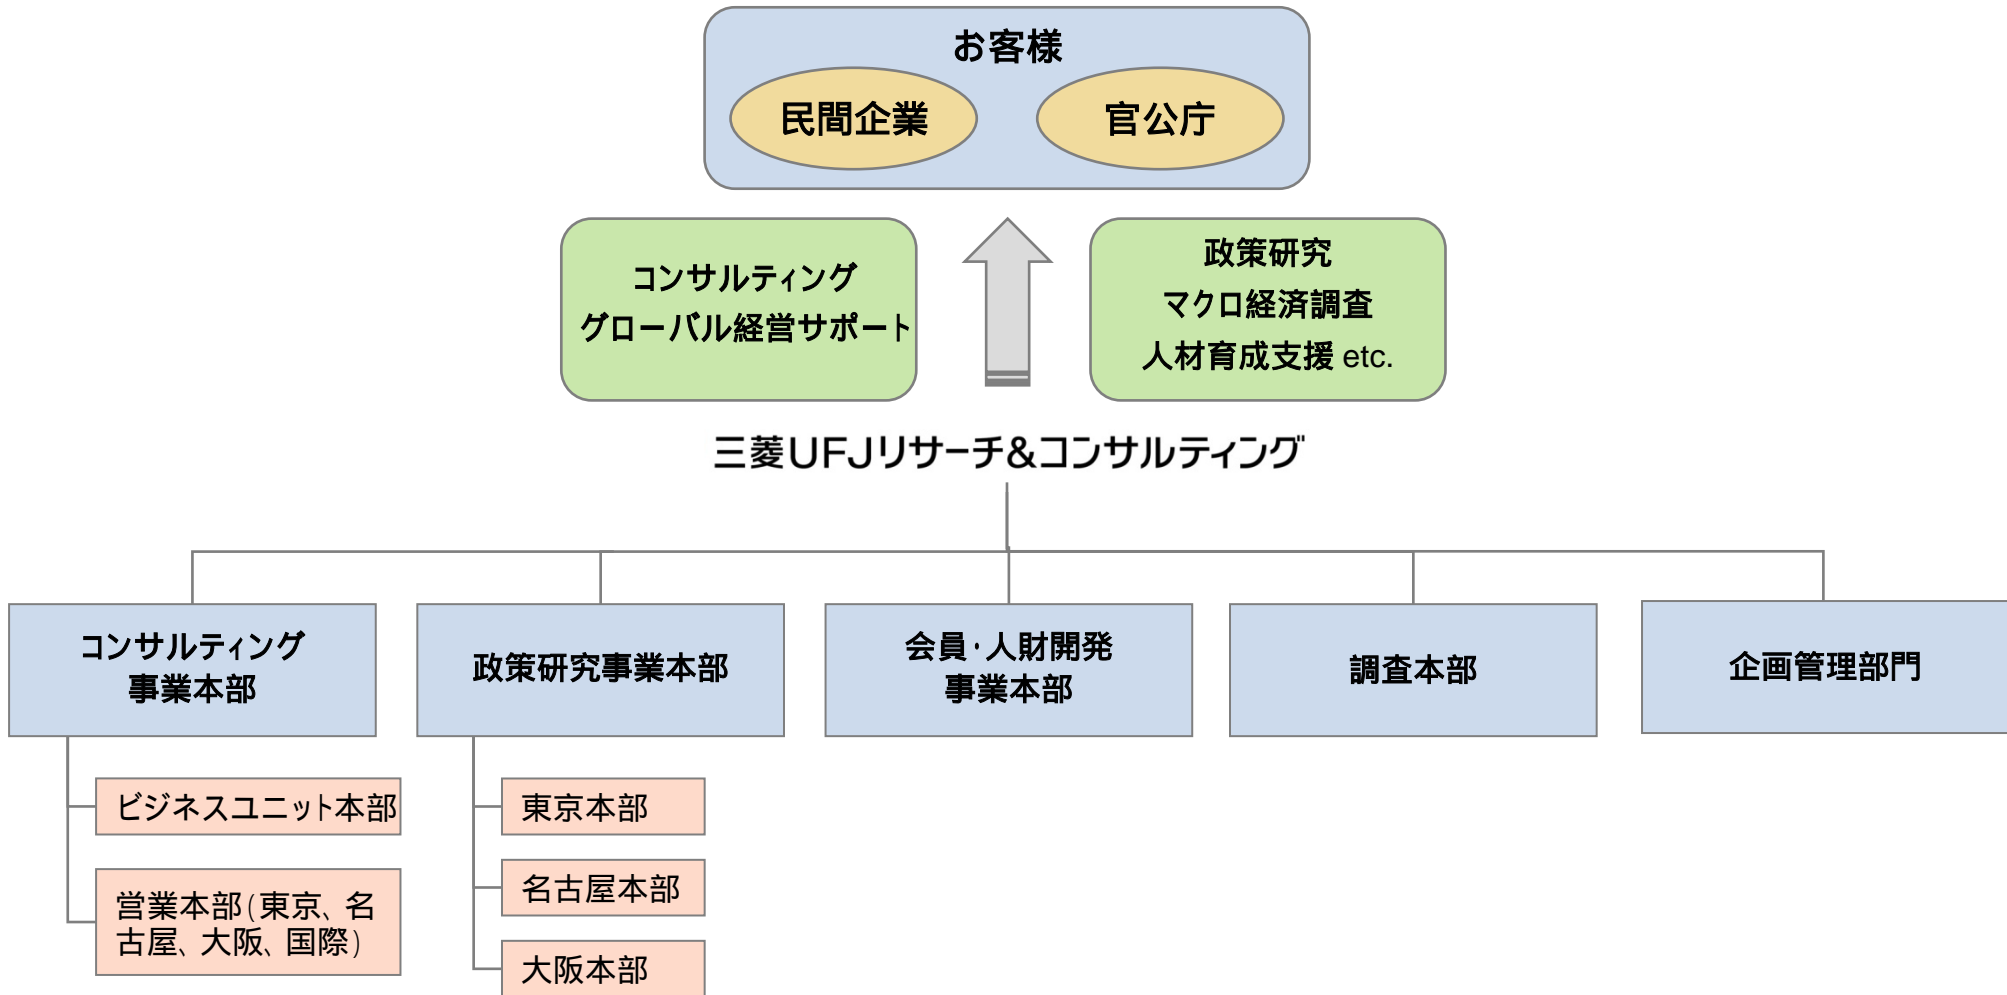 お客様
民間企業
官公庁
コンサルティング
グローバル経営サポート
政策研究
マクロ経済調査
人材育成支援 etc.
三菱UFJリサーチ&コンサルティング
コンサルティング
事業本部
政策研究事業本部
会員・人財開発
事業本部
調査本部
企画管理部門
ビジネスユニット本部
営業本部(東京、名
古屋、大阪、国際)
東京本部
名古屋本部
大阪本部